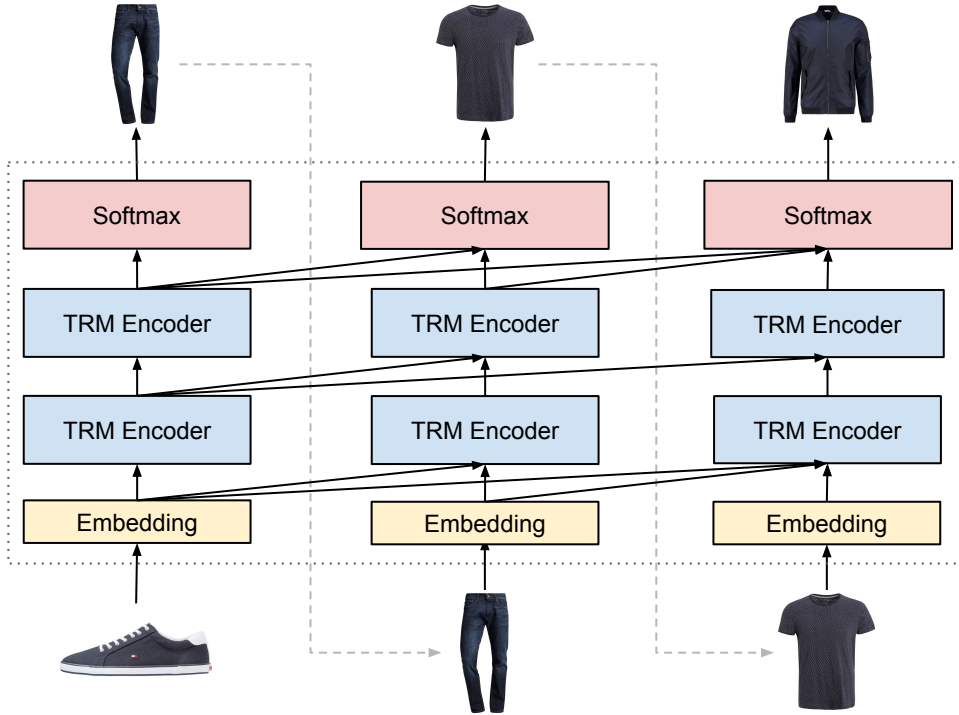 Softmax
Softmax
Softmax
TRM Encoder
TRM Encoder
TRM Encoder
TRM Encoder
TRM Encoder
TRM Encoder
Embedding
Embedding
Embedding